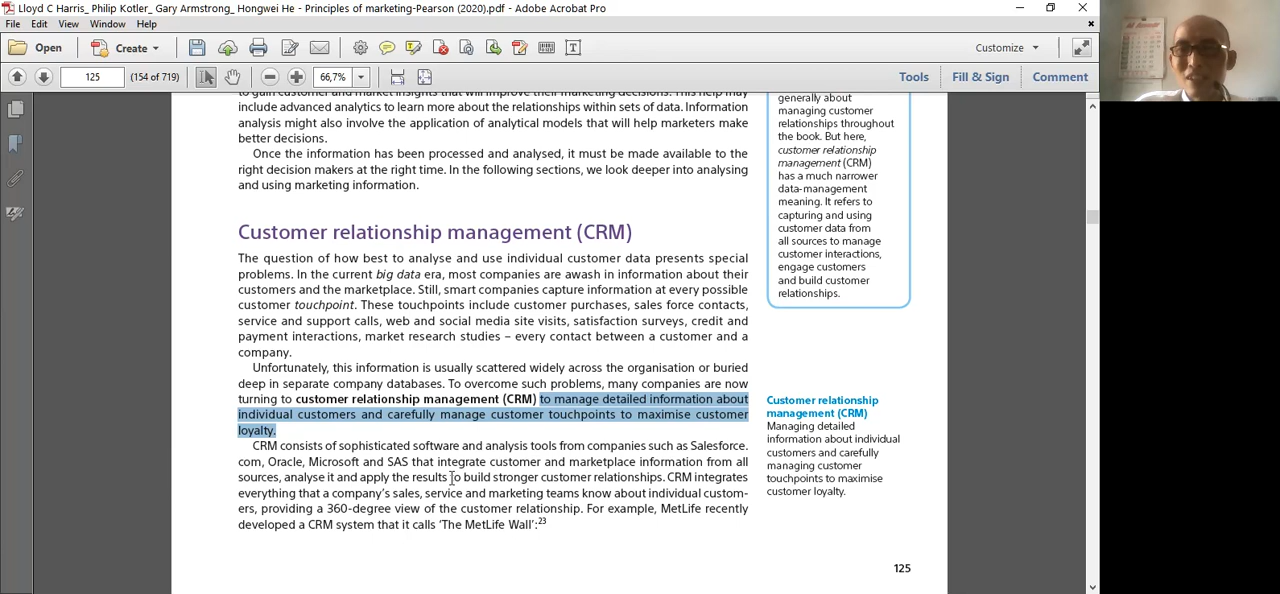 Lloyd C Harris_ Philip Kotler_ Gary Armstrong_ Hongwei He - Principles of marketing-Pearson (2020).pdf - Adobe Acrobat Pro
File Edit View Window Help
Open Create Customize
125 (154 of 719) 66,7% Tools Fill & Sign Comment
to gain customer and market insights that will improve their marketing decisions. This help may
include advanced analytics to learn more about the relationships within sets of data. Information
analysis might also involve the application of analytical models that will help marketers make
better decisions.
Once the information has been processed and analysed, it must be made available to the
right decision makers at the right time. In the following sections, we look deeper into analysing
and using marketing information.
Customer relationship management (CRM)
The question of how best to analyse and use individual customer data presents special
problems. In the current big data era, most companies are awash in information about their
customers and the marketplace. Still, smart companies capture information at every possible
customer touchpoint. These touchpoints include customer purchases, sales force contacts,
service and support calls, web and social media site visits, satisfaction surveys, credit and
payment interactions, market research studies – every contact between a customer and a
company.
Unfortunately, this information is usually scattered widely across the organisation or buried
deep in separate company databases. To overcome such problems, many companies are now
turning to customer relationship management (CRM) to manage detailed information about
individual customers and carefully manage customer touchpoints to maximise customer
loyalty.
CRM consists of sophisticated software and analysis tools from companies such as Salesforce.
com, Oracle, Microsoft and SAS that integrate customer and marketplace information from all
sources, analyse it and apply the results to build stronger customer relationships. CRM integrates
everything that a company's sales, service and marketing teams know about individual custom-
ers, providing a 360-degree view of the customer relationship. For example, MetLife recently
developed a CRM system that it calls 'The MetLife Wall':23
generally about
managing customer
relationships throughout
the book. But here,
customer relationship
management (CRM)
has a much narrower
data-management
meaning. It refers to
capturing and using
customer data from
all sources to manage
customer interactions,
engage customers
and build customer
relationships.
Customer relationship
management (CRM)
Managing detailed
information about individual
customers and carefully
managing customer
touchpoints to maximise
customer loyalty.
125